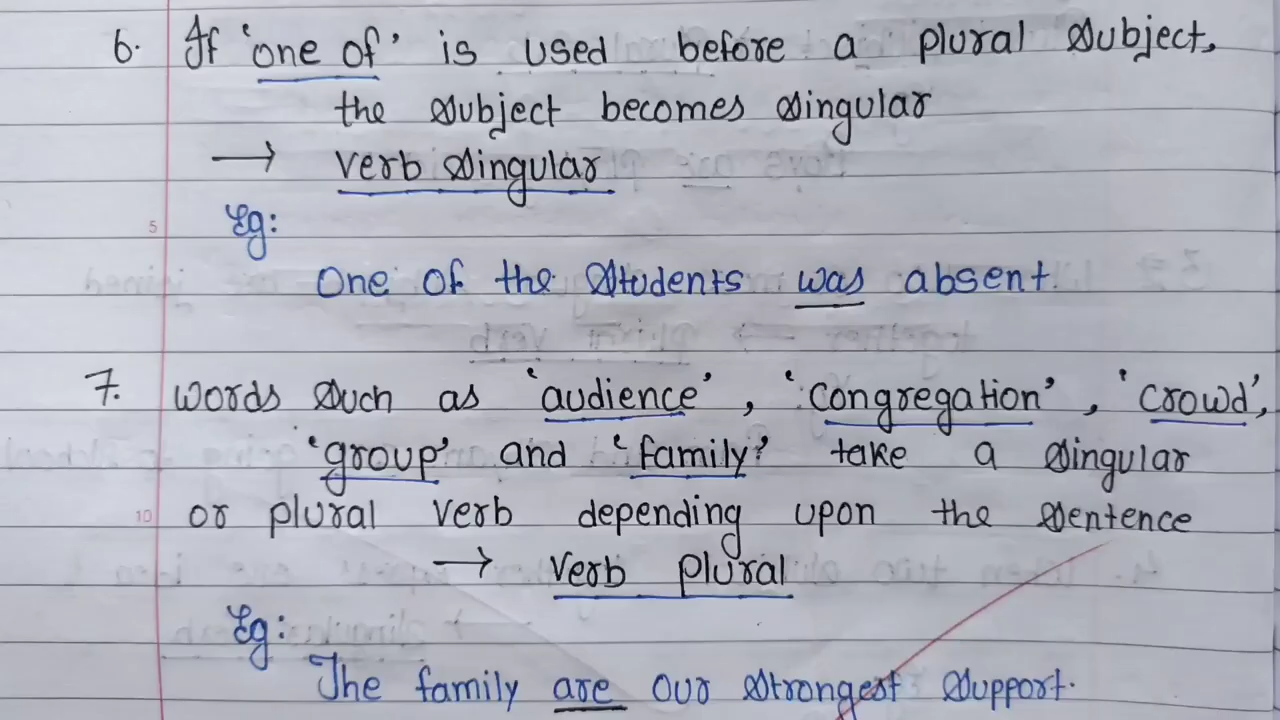 6. If 'one of' is used before a plural subject,
the subject becomes singular
→ verb singular
5
Eg:
One of the students was absent.
7. words such as 'audience', 'congregation', 'crowd',
'group' and 'family' take a singular
10 or plural verb depending upon the sentence
→ verb plural
Eg:
The family are our strongest support.